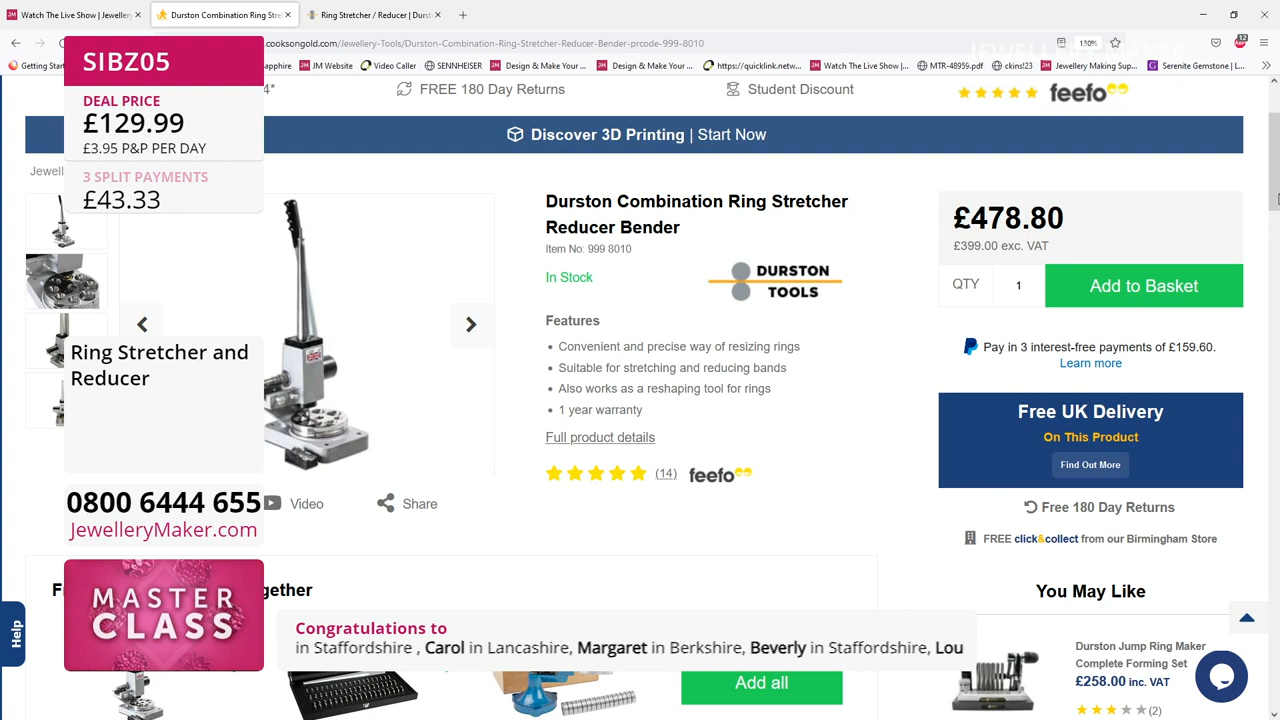 Watch The Live Show | Jewellery
Durston Combination Ring Stre
Ring Stretcher / Reducer | Durst
cooksongold.com/Jewellery-Tools/Durston-Combination-Ring-Stretcher-Reducer-Bender-prcode-999-8010
130%
12
Getting Start
apphire
JM Website
Video Caller
SENNHEISER
Design & Make Your ...
Design & Make Your ...
https://quicklink.netw...
Watch The Live Show |...
MTR-48959.pdf
ckins!23
Jewellery Making Sup...
Serenite Gemstone | L...
JEWELLERY MAKER
SIBZ05
DEAL PRICE
£129.99
£3.95 P&P PER DAY
3 SPLIT PAYMENTS
£43.33
4*
FREE 180 Day Returns
Student Discount
feefo
Discover 3D Printing | Start Now
Jewell
Durston Combination Ring Stretcher
Reducer Bender
Item No: 999 8010
In Stock
DURSTON
TOOLS
Features
Convenient and precise way of resizing rings
Suitable for stretching and reducing bands
Also works as a reshaping tool for rings
1 year warranty
Full product details
(14) feefo
£478.80
£399.00 exc. VAT
QTY 1 Add to Basket
Pay in 3 interest-free payments of £159.60.
Learn more
Free UK Delivery
On This Product
Find Out More
Free 180 Day Returns
FREE click&collect from our Birmingham Store
Ring Stretcher and
Reducer
0800 6444 655
JewelleryMaker.com
Video
Share
MASTER
CLASS
F
gether
Congratulations to
in Staffordshire , Carol in Lancashire, Margaret in Berkshire, Beverly in Staffordshire, Lou
Add all
You May Like
Durston Jump Ring Maker
Complete Forming Set
£258.00 inc. VAT
(2)
Help